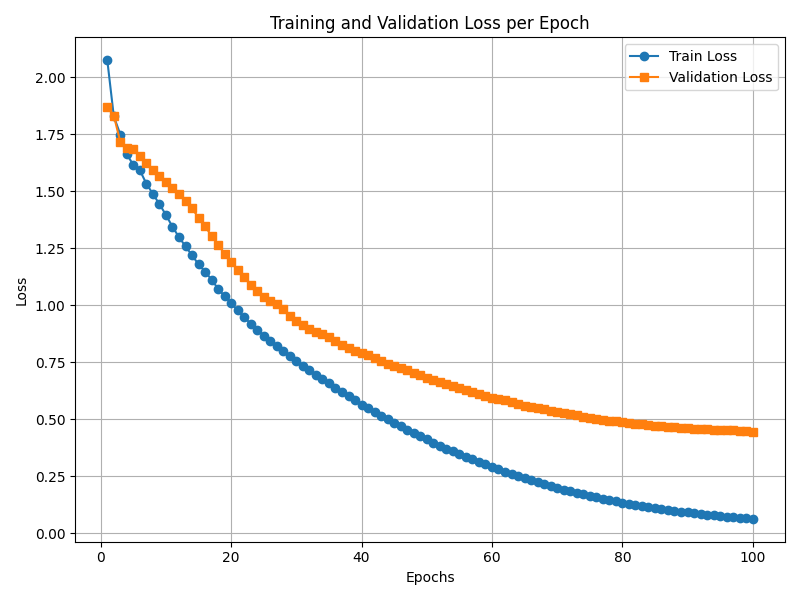 Training and Validation Loss per Epoch
Train Loss
Validation Loss
2.00
1.75
1.50
1.25
1.00
0.75
0.50
0.25
0.00
Loss
0 20 40 60 80 100
Epochs